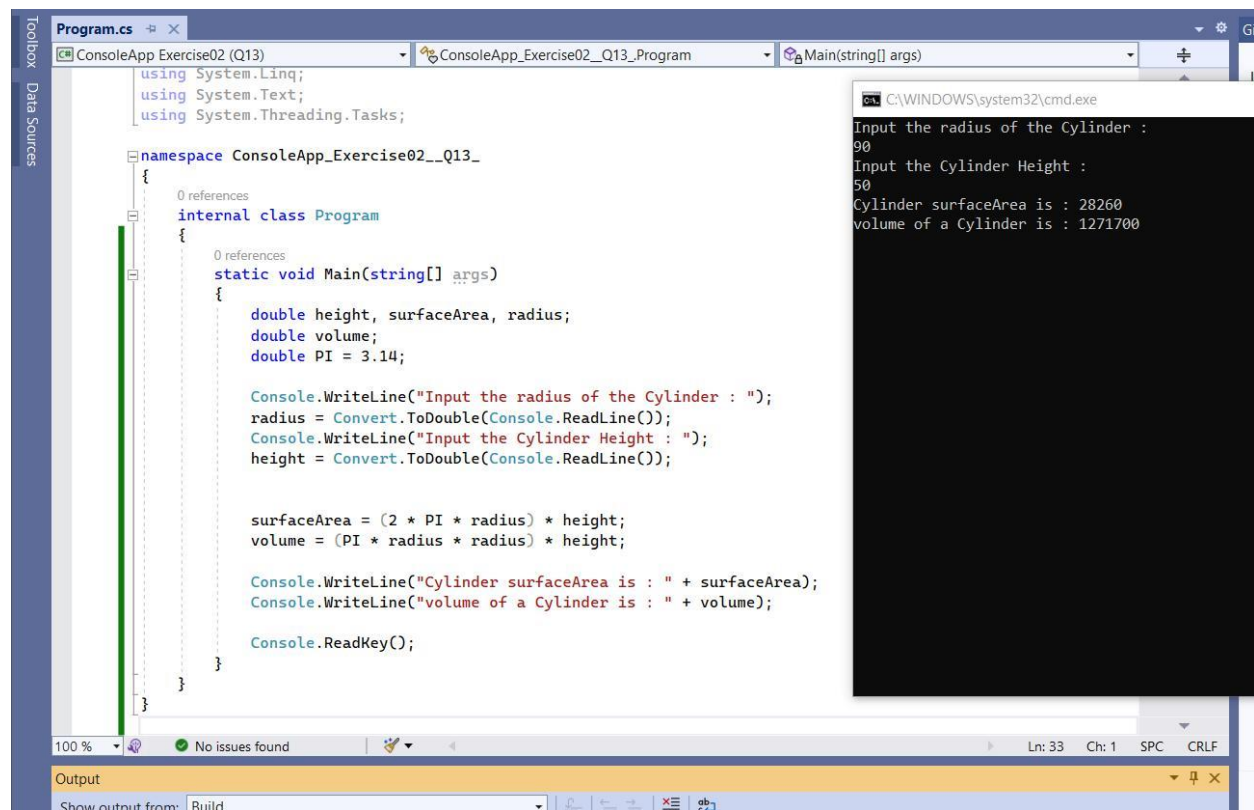 Toolbox
Data Sources
Program.cs
C# ConsoleApp Exercise02 (Q13)
ConsoleApp_Exercise02__Q13_.Program
Main(string[] args)
using System.Linq;
using System.Text;
using System.Threading.Tasks;
namespace ConsoleApp_Exercise02__Q13_
{
0 references
internal class Program
{
0 references
static void Main(string[] args)
{
double height, surfaceArea, radius;
double volume;
double PI = 3.14;
Console.WriteLine("Input the radius of the Cylinder : ");
radius = Convert.ToDouble(Console.ReadLine());
Console.WriteLine("Input the Cylinder Height : ");
height = Convert.ToDouble(Console.ReadLine());
surfaceArea = (2 * PI * radius) * height;
volume = (PI * radius * radius) * height;
Console.WriteLine("Cylinder surfaceArea is : " + surfaceArea);
Console.WriteLine("volume of a Cylinder is : " + volume);
Console.ReadKey();
}
}
}
C:\WINDOWS\system32\cmd.exe
Input the radius of the Cylinder :
90
Input the Cylinder Height :
50
Cylinder surfaceArea is : 28260
volume of a Cylinder is : 1271700
100 %
No issues found
Ln: 33 Ch: 1 SPC CRLF
Output
Show output from: Build